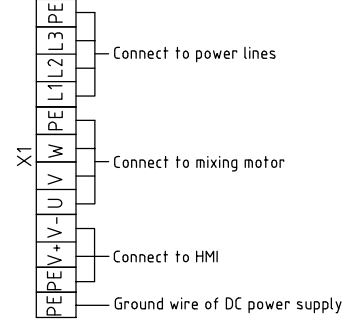 PE
L3
L2
L1
Connect to power lines
PE
W
V
U
Connect to mixing motor
X1
V-
V+
PE
Connect to HMI
PE
Ground wire of DC power supply